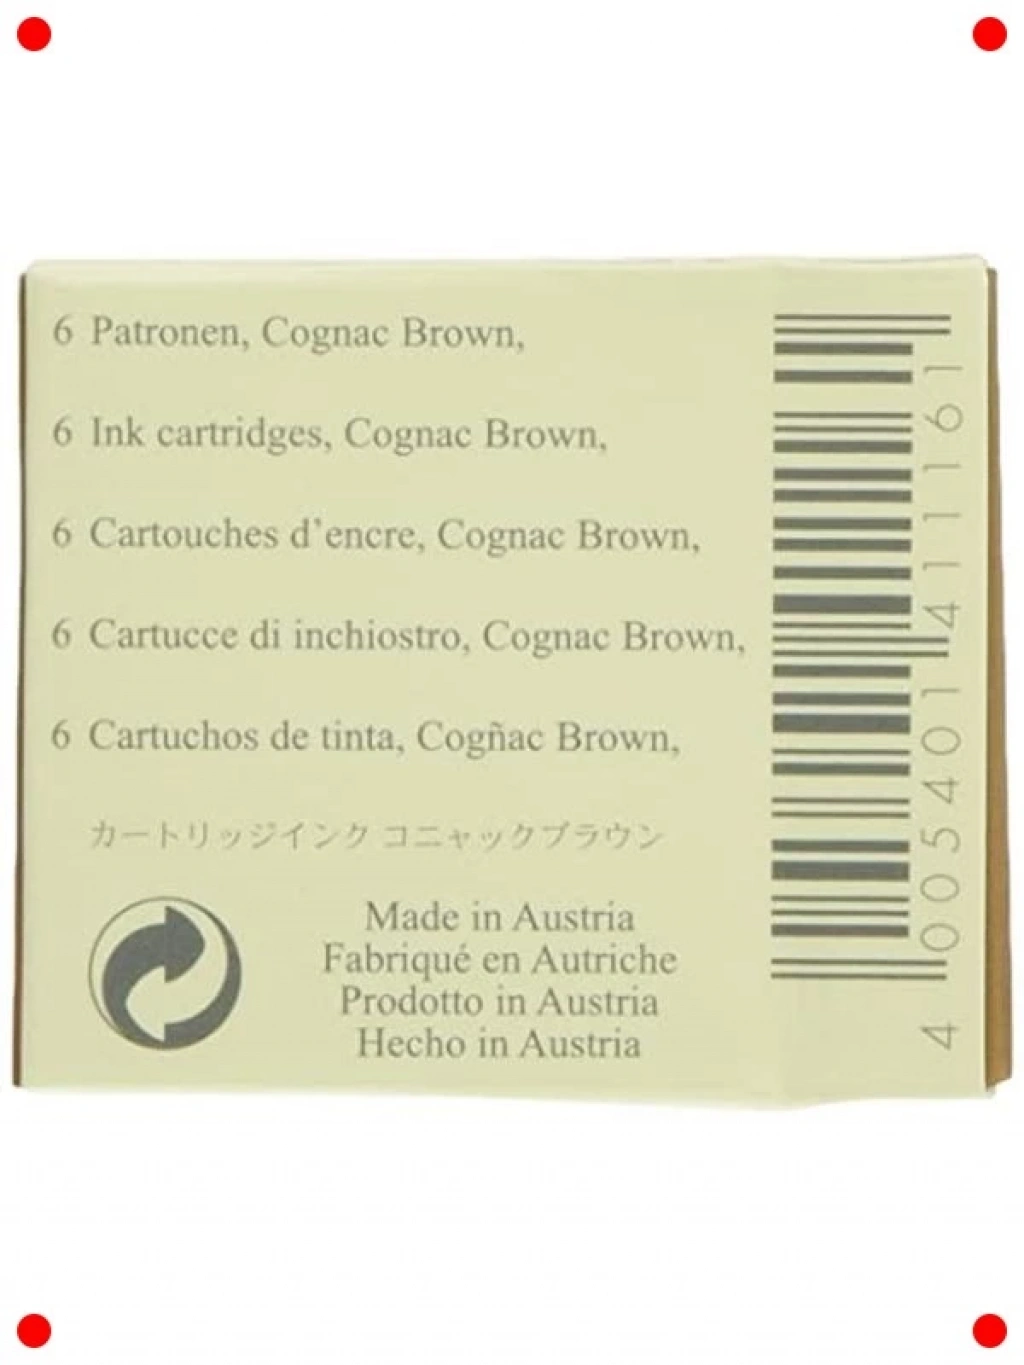 6 Patronen, Cognac Brown,
6 Ink cartridges, Cognac Brown,
6 Cartouches d'encre, Cognac Brown,
6 Cartucce di inchiostro, Cognac Brown,
6 Cartuchos de tinta, Cogñac Brown,
カートリッジインク コニャックブラウン
Made in Austria
Fabriqué en Autriche
Prodotto in Austria
Hecho in Austria
4 005401 411161